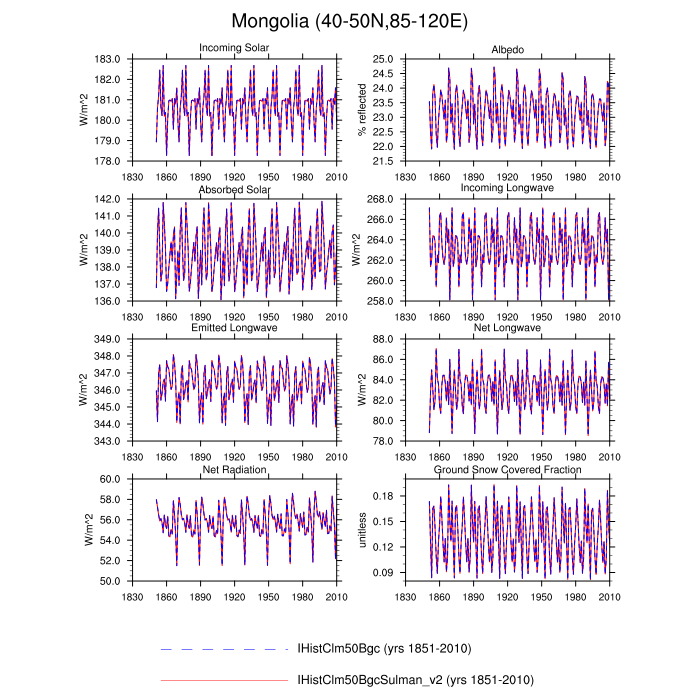 Mongolia (40-50N,85-120E)
Incoming Solar
W/m^2
183.0
182.0
181.0
180.0
179.0
178.0
1830 1860 1890 1920 1950 1980 2010
Albedo
% reflected
25.0
24.5
24.0
23.5
23.0
22.5
22.0
21.5
1830 1860 1890 1920 1950 1980 2010
Absorbed Solar
W/m^2
142.0
141.0
140.0
139.0
138.0
137.0
136.0
1830 1860 1890 1920 1950 1980 2010
Incoming Longwave
W/m^2
268.0
266.0
264.0
262.0
260.0
258.0
1830 1860 1890 1920 1950 1980 2010
Emitted Longwave
W/m^2
349.0
348.0
347.0
346.0
345.0
344.0
343.0
1830 1860 1890 1920 1950 1980 2010
Net Longwave
W/m^2
88.0
86.0
84.0
82.0
80.0
78.0
1830 1860 1890 1920 1950 1980 2010
Net Radiation
W/m^2
60.0
58.0
56.0
54.0
52.0
50.0
1830 1860 1890 1920 1950 1980 2010
Ground Snow Covered Fraction
unitless
0.18
0.15
0.12
0.09
1830 1860 1890 1920 1950 1980 2010
IHistClm50Bgc (yrs 1851-2010)
IHistClm50BgcSulman_v2 (yrs 1851-2010)